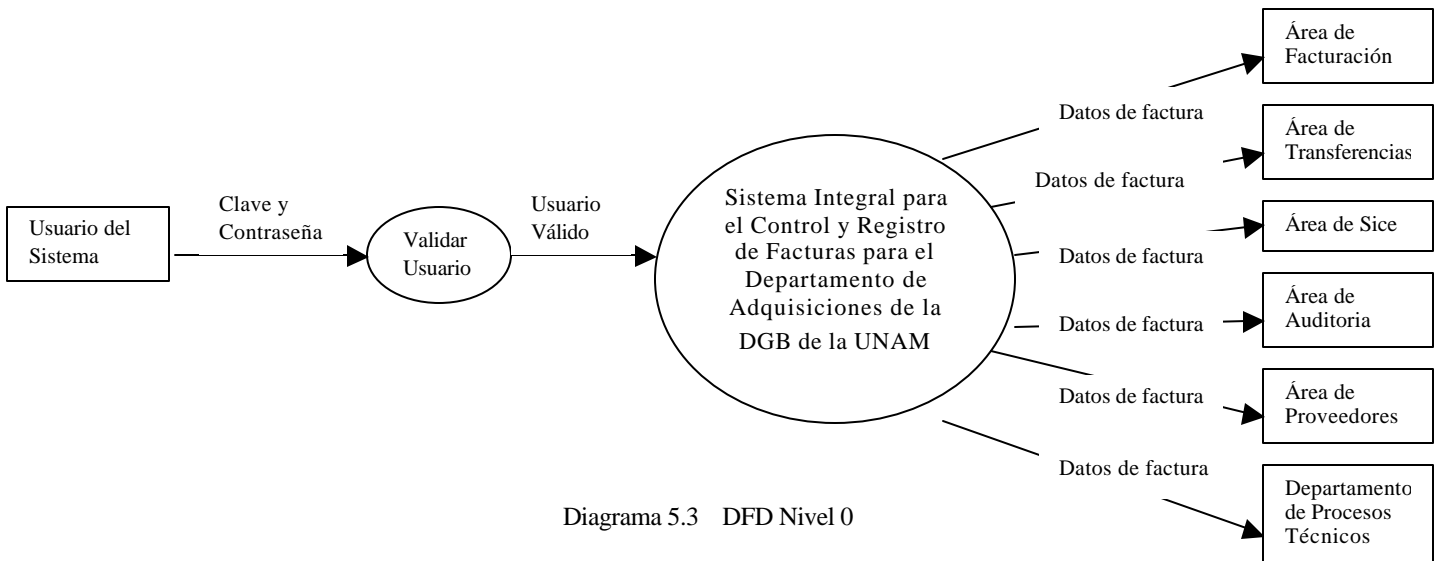 Usuario del
Sistema
Clave y
Contraseña
Validar
Usuario
Usuario
Válido
Sistema Integral para
el Control y Registro
de Facturas para el
Departamento de
Adquisiciones de la
DGB de la UNAM
Datos de factura
Datos de factura
Datos de factura
Datos de factura
Datos de factura
Datos de factura
Área de
Facturación
Área de
Transferencias
Área de Sice
Área de
Auditoria
Área de
Proveedores
Departamento
de Procesos
Técnicos
Diagrama 5.3 DFD Nivel 0